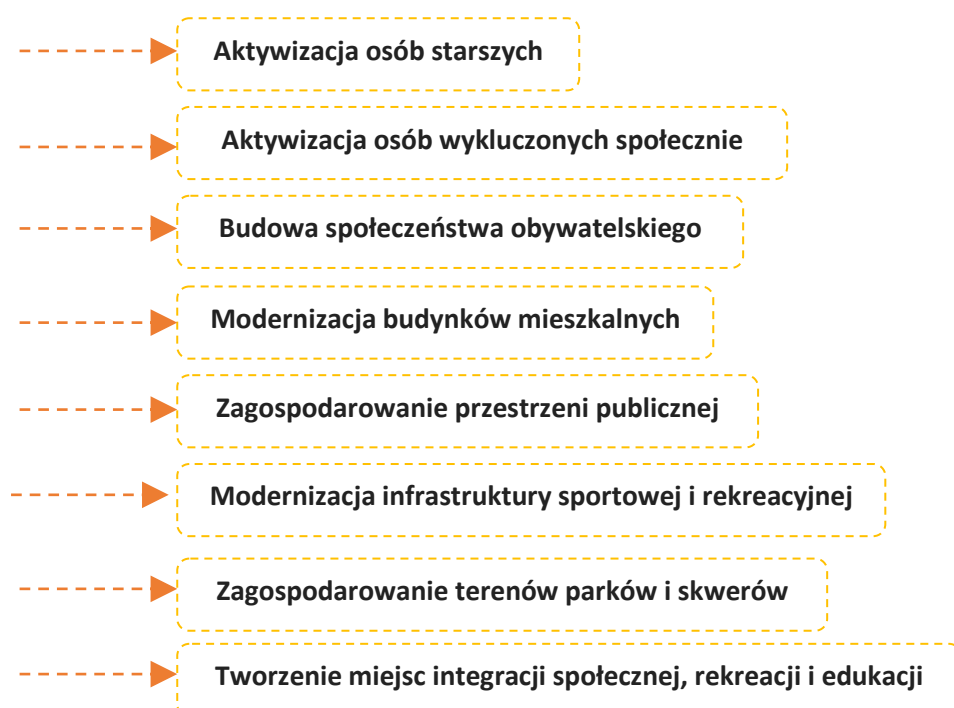 Aktywizacja osób starszych
Aktywizacja osób wykluczonych społecznie
Budowa społeczeństwa obywatelskiego
Modernizacja budynków mieszkalnych
Zagospodarowanie przestrzeni publicznej
Modernizacja infrastruktury sportowej i rekreacyjnej
Zagospodarowanie terenów parków i skwerów
Tworzenie miejsc integracji społecznej, rekreacji i edukacji